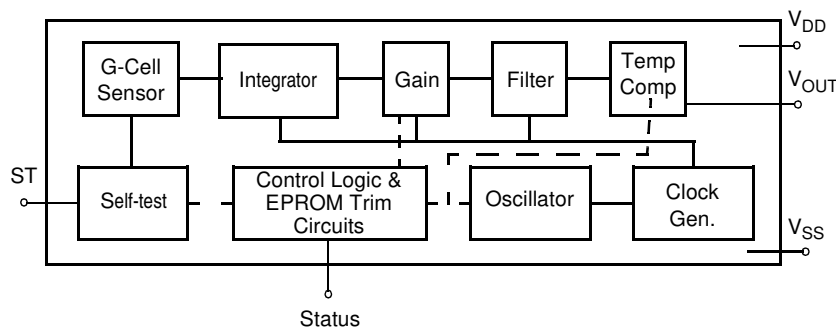 V_DD
G-Cell
Sensor
Integrator
Gain
Filter
Temp
Comp
V_OUT
ST
Self-test
Control Logic &
EPROM Trim
Circuits
Oscillator
Clock
Gen.
V_SS
Status